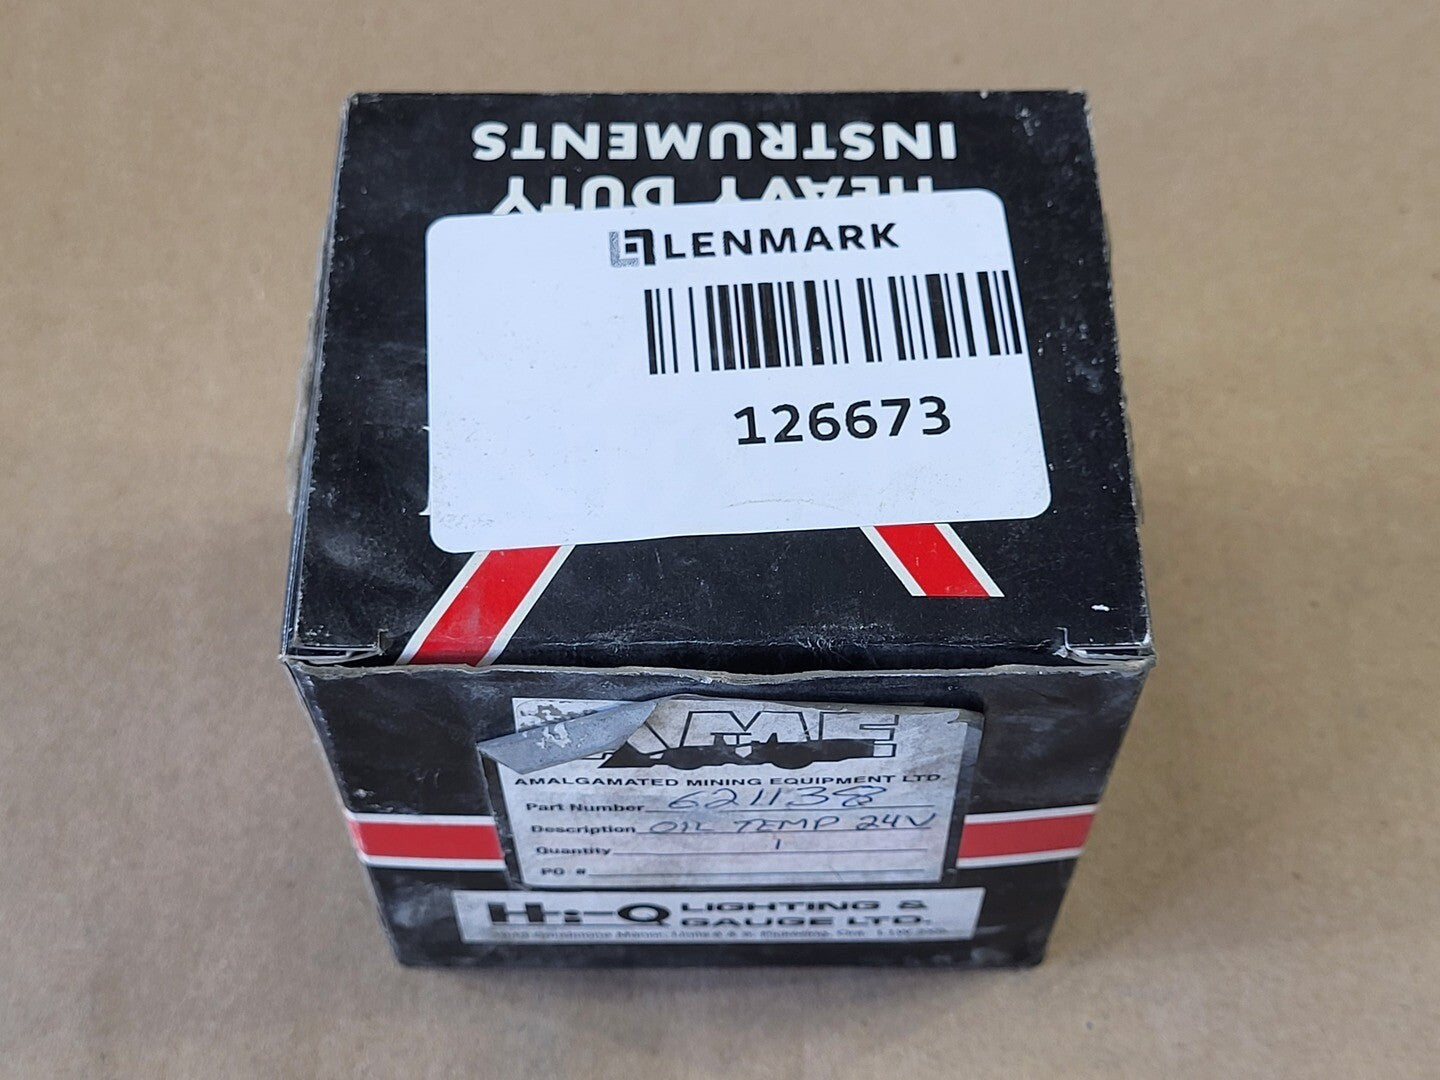 HEAVY DUTY
INSTRUMENTS
LENMARK
126673
AME
AMALGAMATED MINING EQUIPMENT LTD.
Part Number 621138
Description OIL TEMP 24V
Quantity 1
PO #
Hi-Q LIGHTING &
GAUGE LTD.